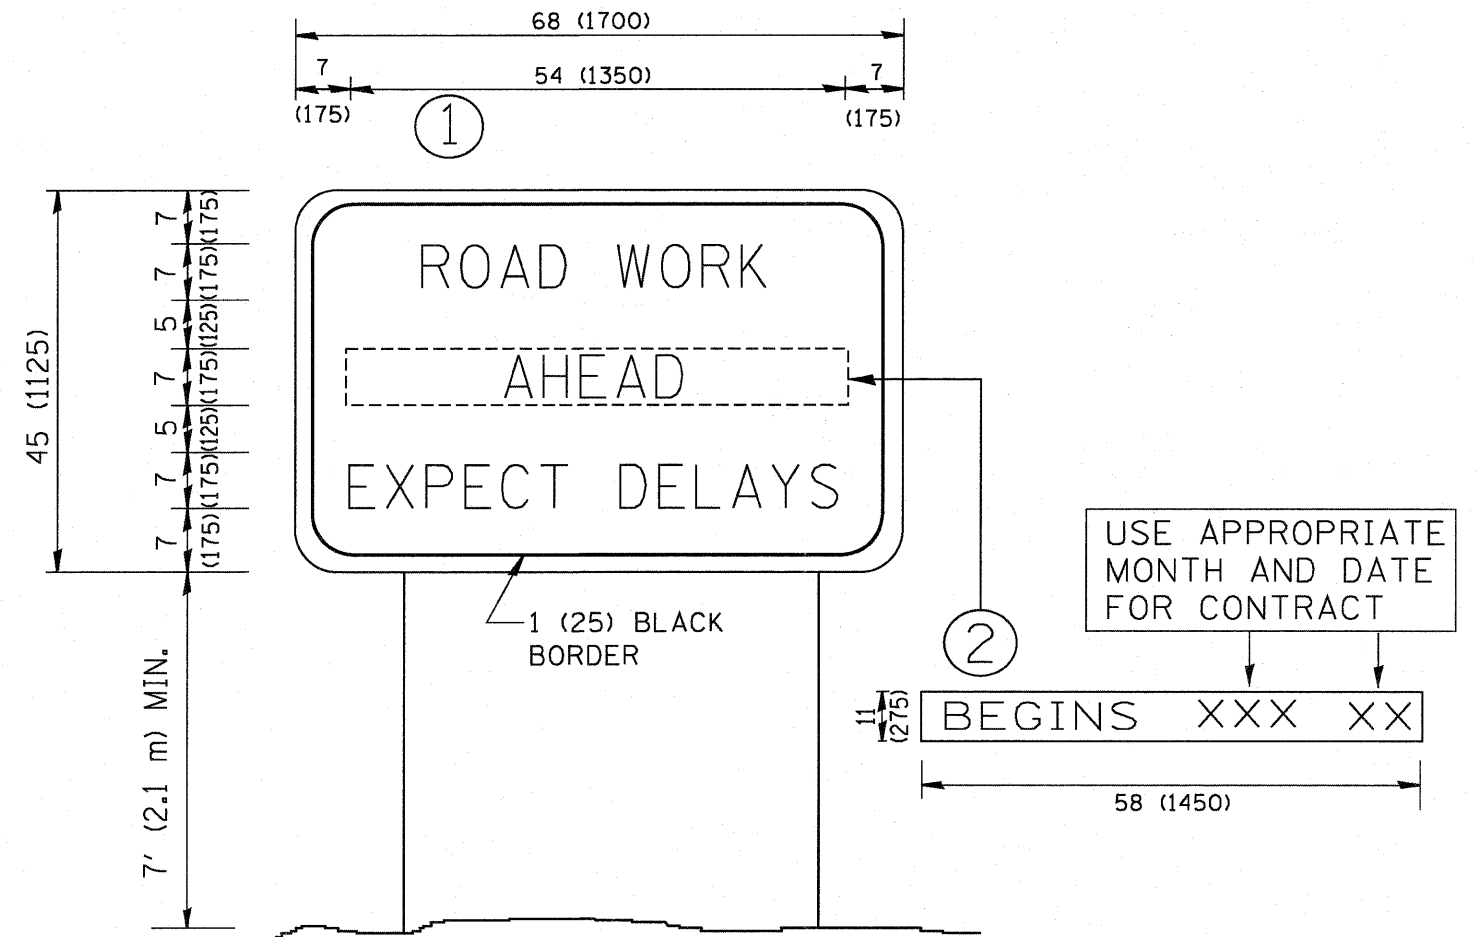 68 (1700)
7
54 (1350)
7
(175)
(175)
1
7
(175)
7
(175)
5
(125)
7
(175)
5
(125)
7
(175)
7
(175)
45 (1125)
ROAD WORK
AHEAD
EXPECT DELAYS
1 (25) BLACK
BORDER
7' (2.1 m) MIN.
USE APPROPRIATE
MONTH AND DATE
FOR CONTRACT
2
11
(275)
BEGINS XXX XX
58 (1450)